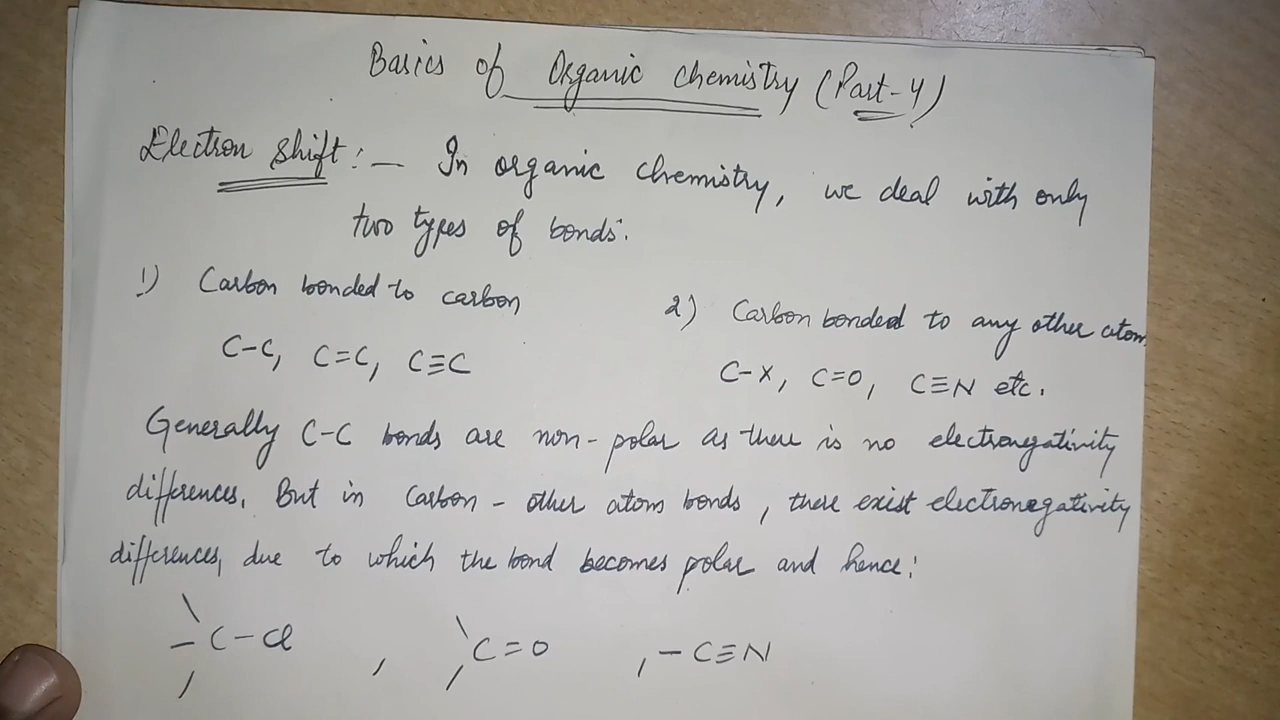 Basics of Organic Chemistry (Part-4)
Electron Shift:— In organic chemistry, we deal with only
two types of bonds.
1) Carbon bonded to carbon
C-C, C=C, C≡C
2) Carbon bonded to any other atom
C-X, C=O, C≡N etc.
Generally C-C bonds are non-polar as there is no electronegativity
differences. But in Carbon - other atom bonds, there exist electronegativity
differences, due to which the bond becomes polar and hence:
-C-Cl , C=O , -C≡N